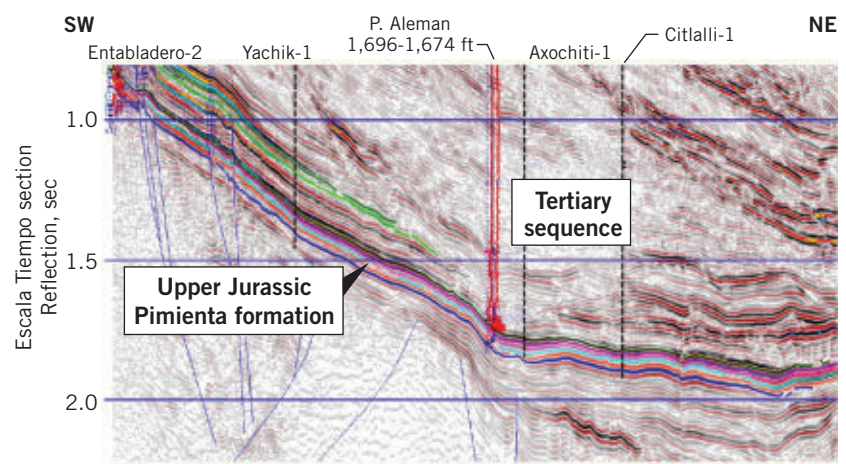 SW
P. Aleman
1,696-1,674 ft
Citlalli-1
NE
Entabladero-2
Yachik-1
Axochiti-1
1.0
Tertiary
sequence
1.5
Upper Jurassic
Pimienta formation
2.0
Escala Tiempo section
Reflection, sec